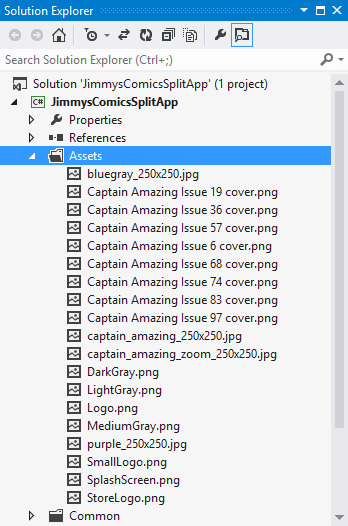 Solution Explorer
Search Solution Explorer (Ctrl+;)
Solution 'JimmysComicsSplitApp' (1 project)
C# JimmysComicsSplitApp
Properties
References
Assets
bluegray_250x250.jpg
Captain Amazing Issue 19 cover.png
Captain Amazing Issue 36 cover.png
Captain Amazing Issue 57 cover.png
Captain Amazing Issue 6 cover.png
Captain Amazing Issue 68 cover.png
Captain Amazing Issue 74 cover.png
Captain Amazing Issue 83 cover.png
Captain Amazing Issue 97 cover.png
captain_amazing_250x250.jpg
captain_amazing_zoom_250x250.jpg
DarkGray.png
LightGray.png
Logo.png
MediumGray.png
purple_250x250.jpg
SmallLogo.png
SplashScreen.png
StoreLogo.png
Common